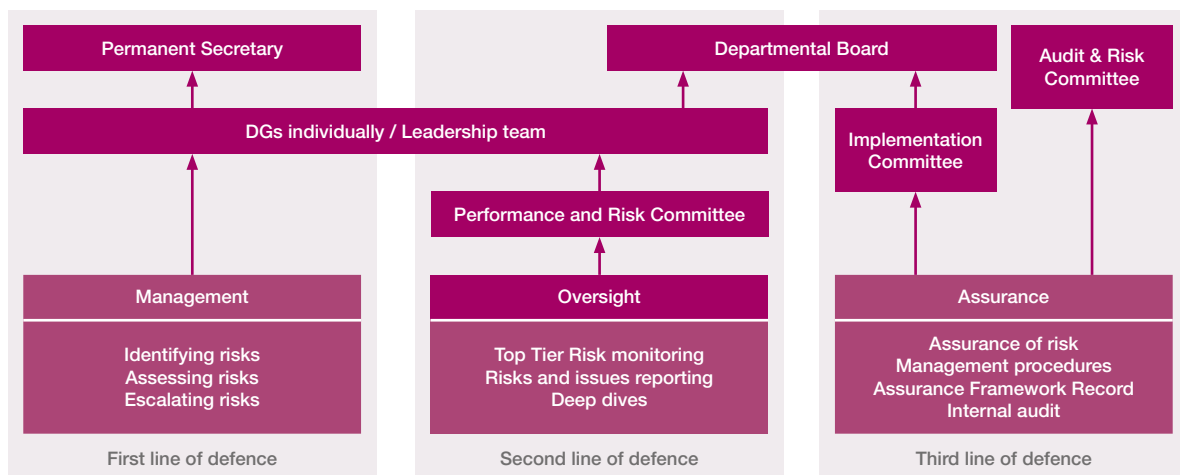 Permanent Secretary
Departmental Board
Audit & Risk
Committee
DGs individually / Leadership team
Implementation
Committee
Performance and Risk Committee
Management
Identifying risks
Assessing risks
Escalating risks
First line of defence
Oversight
Top Tier Risk monitoring
Risks and issues reporting
Deep dives
Second line of defence
Assurance
Assurance of risk
Management procedures
Assurance Framework Record
Internal audit
Third line of defence